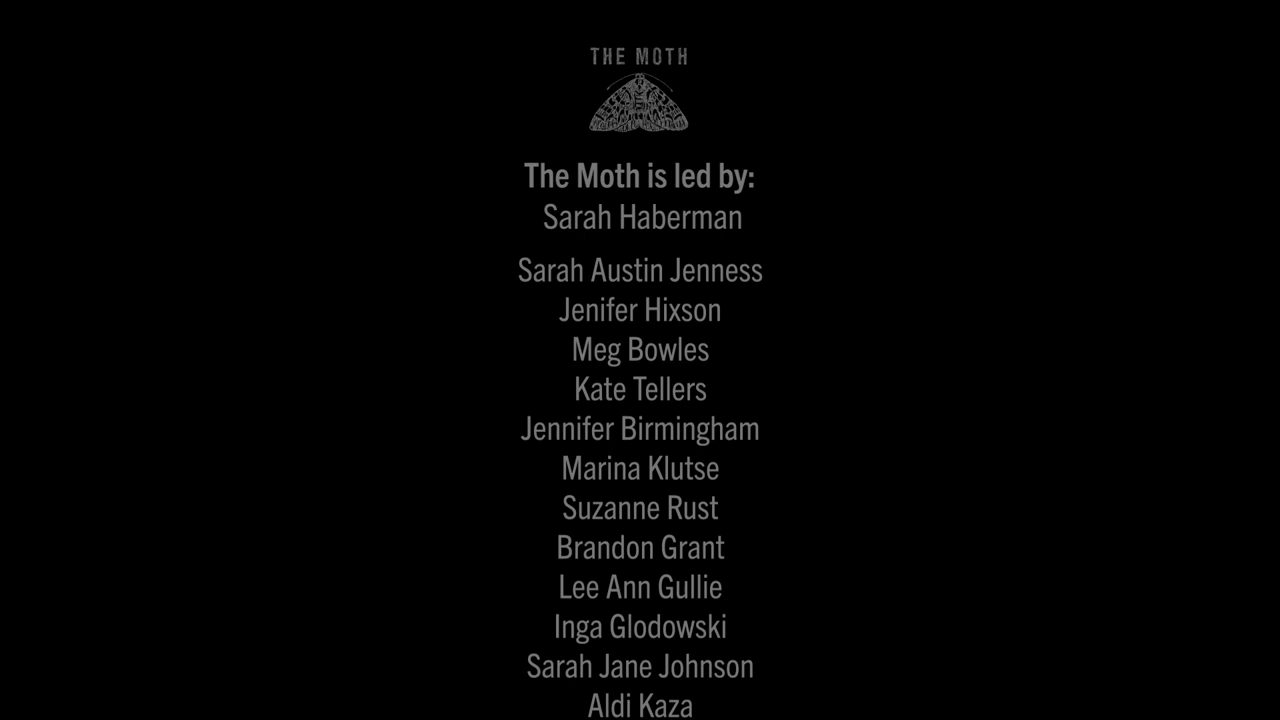 THE MOTH
The Moth is led by:
Sarah Haberman
Sarah Austin Jenness
Jenifer Hixson
Meg Bowles
Kate Tellers
Jennifer Birmingham
Marina Klutse
Suzanne Rust
Brandon Grant
Lee Ann Gullie
Inga Glodowski
Sarah Jane Johnson
Aldi Kaza